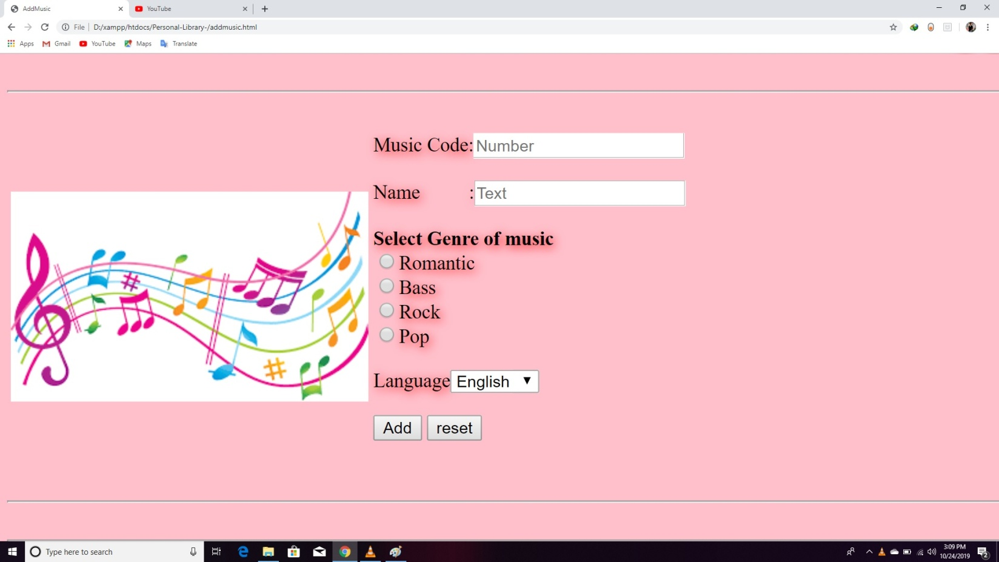 AddMusic
YouTube
File
D:/xampp/htdocs/Personal-Library-/addmusic.html
Apps
Gmail
YouTube
Maps
Translate
Music Code:
Number
Name :
Text
Select Genre of music
Romantic
Bass
Rock
Pop
Language
English
Add
reset
Type here to search
3:09 PM
10/24/2019
2